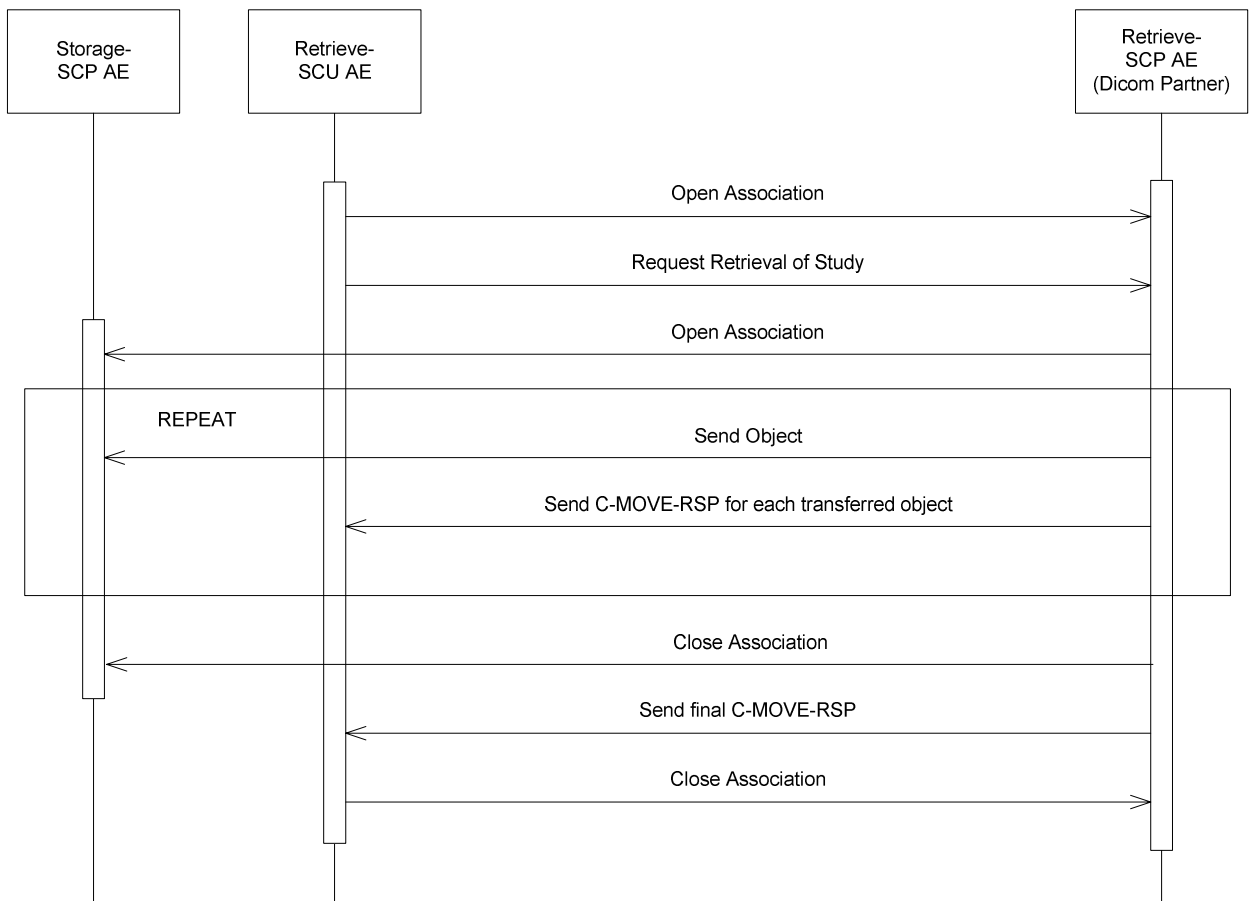 Storage-
SCP AE
Retrieve-
SCU AE
Retrieve-
SCP AE
(Dicom Partner)
Open Association
Request Retrieval of Study
Open Association
REPEAT
Send Object
Send C-MOVE-RSP for each transferred object
Close Association
Send final C-MOVE-RSP
Close Association